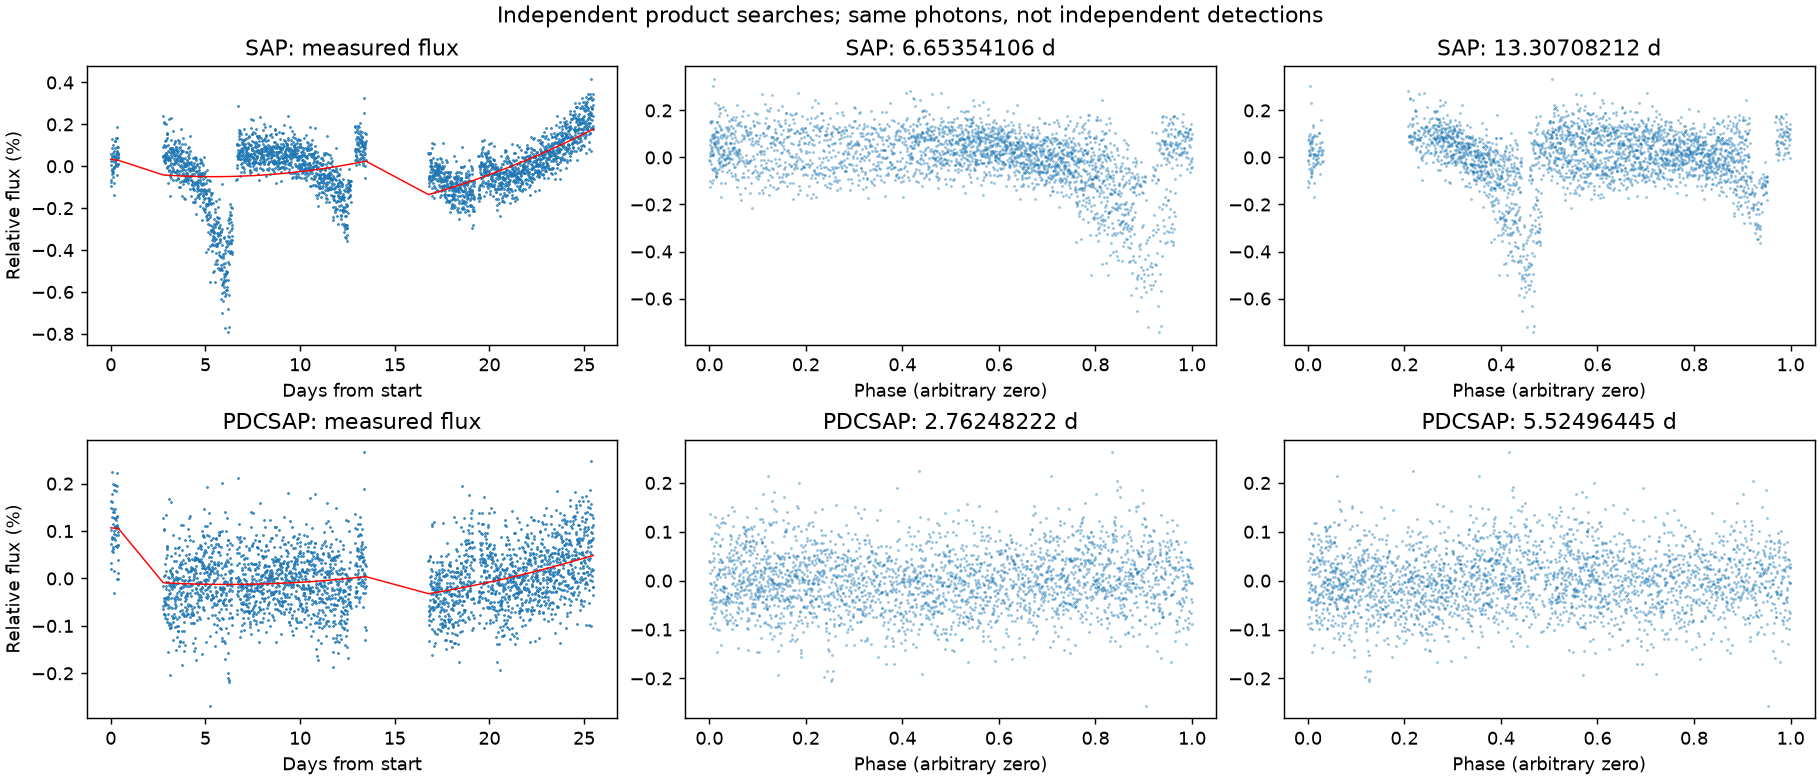 Independent product searches; same photons, not independent detections
SAP: measured flux
Relative flux (%)
0.4
0.2
0.0
−0.2
−0.4
−0.6
−0.8
0 5 10 15 20 25
Days from start
SAP: 6.65354106 d
0.2
0.0
−0.2
−0.4
−0.6
0.0 0.2 0.4 0.6 0.8 1.0
Phase (arbitrary zero)
SAP: 13.30708212 d
0.2
0.0
−0.2
−0.4
−0.6
0.0 0.2 0.4 0.6 0.8 1.0
Phase (arbitrary zero)
PDCSAP: measured flux
Relative flux (%)
0.2
0.1
0.0
−0.1
−0.2
0 5 10 15 20 25
Days from start
PDCSAP: 2.76248222 d
0.2
0.1
0.0
−0.1
−0.2
0.0 0.2 0.4 0.6 0.8 1.0
Phase (arbitrary zero)
PDCSAP: 5.52496445 d
0.2
0.1
0.0
−0.1
−0.2
0.0 0.2 0.4 0.6 0.8 1.0
Phase (arbitrary zero)